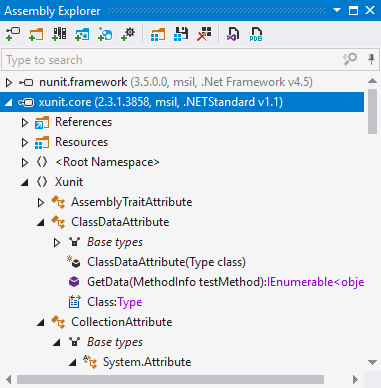 Assembly Explorer
PDB
Type to search
nunit.framework (3.5.0.0, msil, .Net Framework v4.5)
xunit.core (2.3.1.3858, msil, .NETStandard v1.1)
References
Resources
<Root Namespace>
Xunit
AssemblyTraitAttribute
ClassDataAttribute
Base types
ClassDataAttribute(Type class)
GetData(MethodInfo testMethod):IEnumerable<obje
Class:Type
CollectionAttribute
Base types
System.Attribute